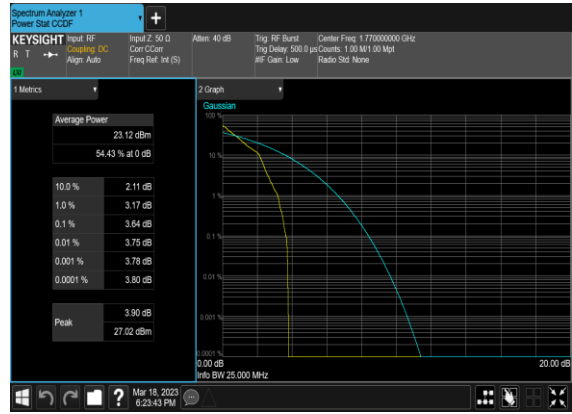 Spectrum Analyzer 1
Power Stat CCDF
KEYSIGHT
R T
LW
Input: RF
Coupling: DC
Align: Auto
Input Z: 50 Ω
Corr CCorr
Freq Ref: Int (S)
Atten: 40 dB
Trig: RF Burst
Trig Delay: 500.0 µs
#IF Gain: Low
Center Freq: 1.770000000 GHz
Counts: 1.00 M/1.00 Mpt
Radio Std: None
1 Metrics
Average Power
23.12 dBm
54.43 % at 0 dB
10.0 % 2.11 dB
1.0 % 3.17 dB
0.1 % 3.64 dB
0.01 % 3.75 dB
0.001 % 3.78 dB
0.0001 % 3.80 dB
Peak
3.90 dB
27.02 dBm
2 Graph
Gaussian
100 %
10 %
1 %
0.1 %
0.01 %
0.001 %
0.0001 %
0.00 dB
20.00 dB
Info BW 25.000 MHz
Mar 18, 2023
6:23:43 PM